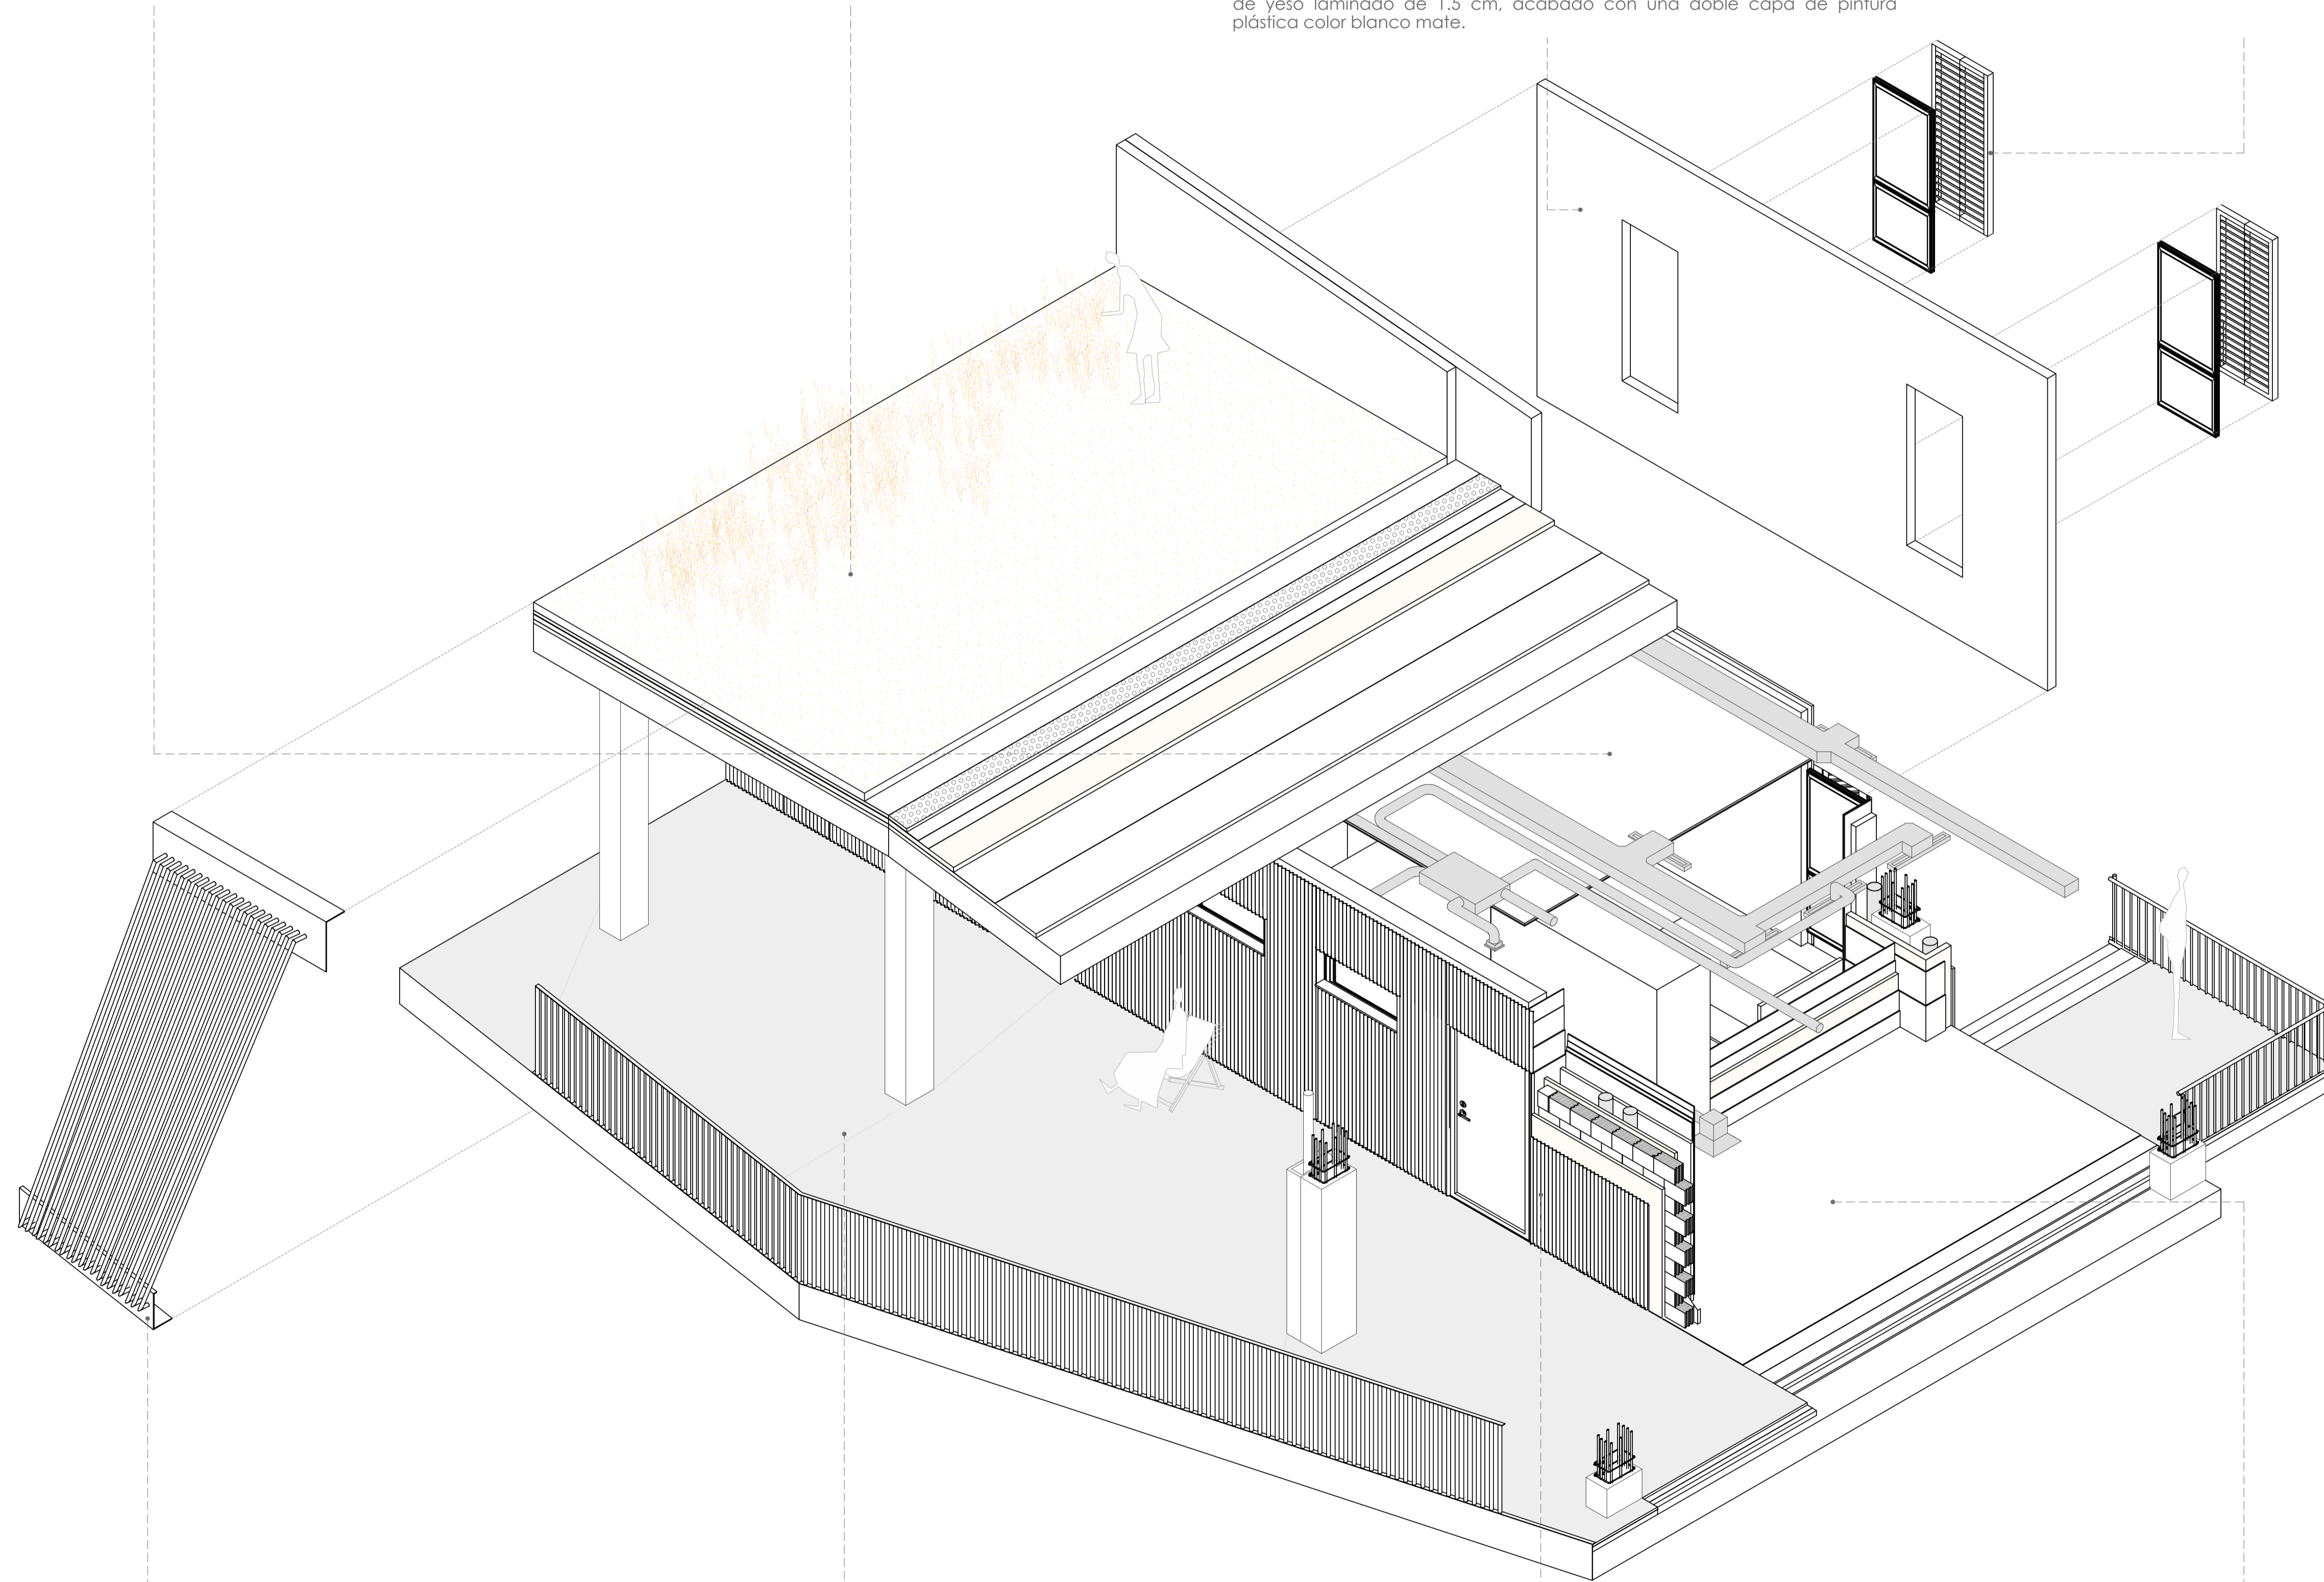 de yeso laminado de 1.5 cm, acabado con una doble capa de pintura
plástica color blanco mate.